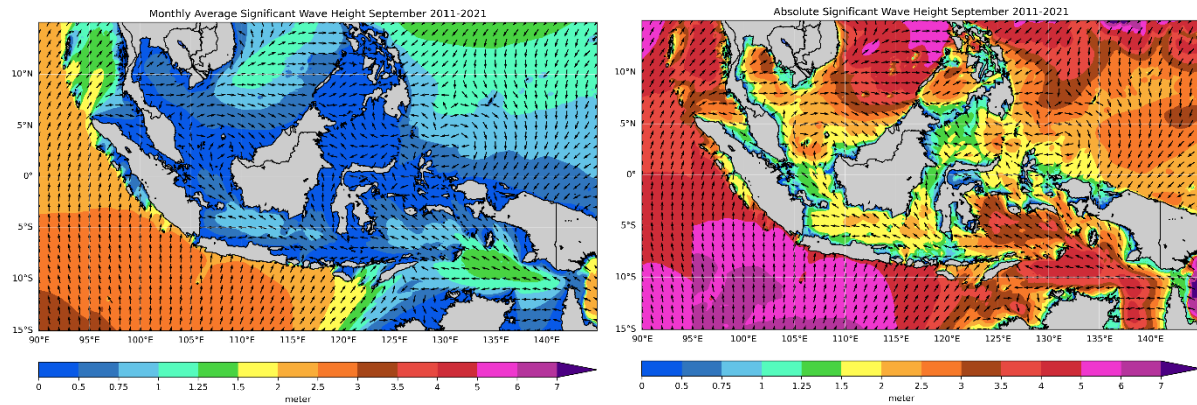 Monthly Average Significant Wave Height September 2011-2021
10°N
5°N
0°
5°S
10°S
15°S
90°E 95°E 100°E 105°E 110°E 115°E 120°E 125°E 130°E 135°E 140°E
0 0.5 0.75 1 1.25 1.5 2 2.5 3 3.5 4 5 6 7
meter
Absolute Significant Wave Height September 2011-2021
10°N
5°N
0°
5°S
10°S
15°S
90°E 95°E 100°E 105°E 110°E 115°E 120°E 125°E 130°E 135°E 140°E
0 0.5 0.75 1 1.25 1.5 2 2.5 3 3.5 4 5 6 7
meter